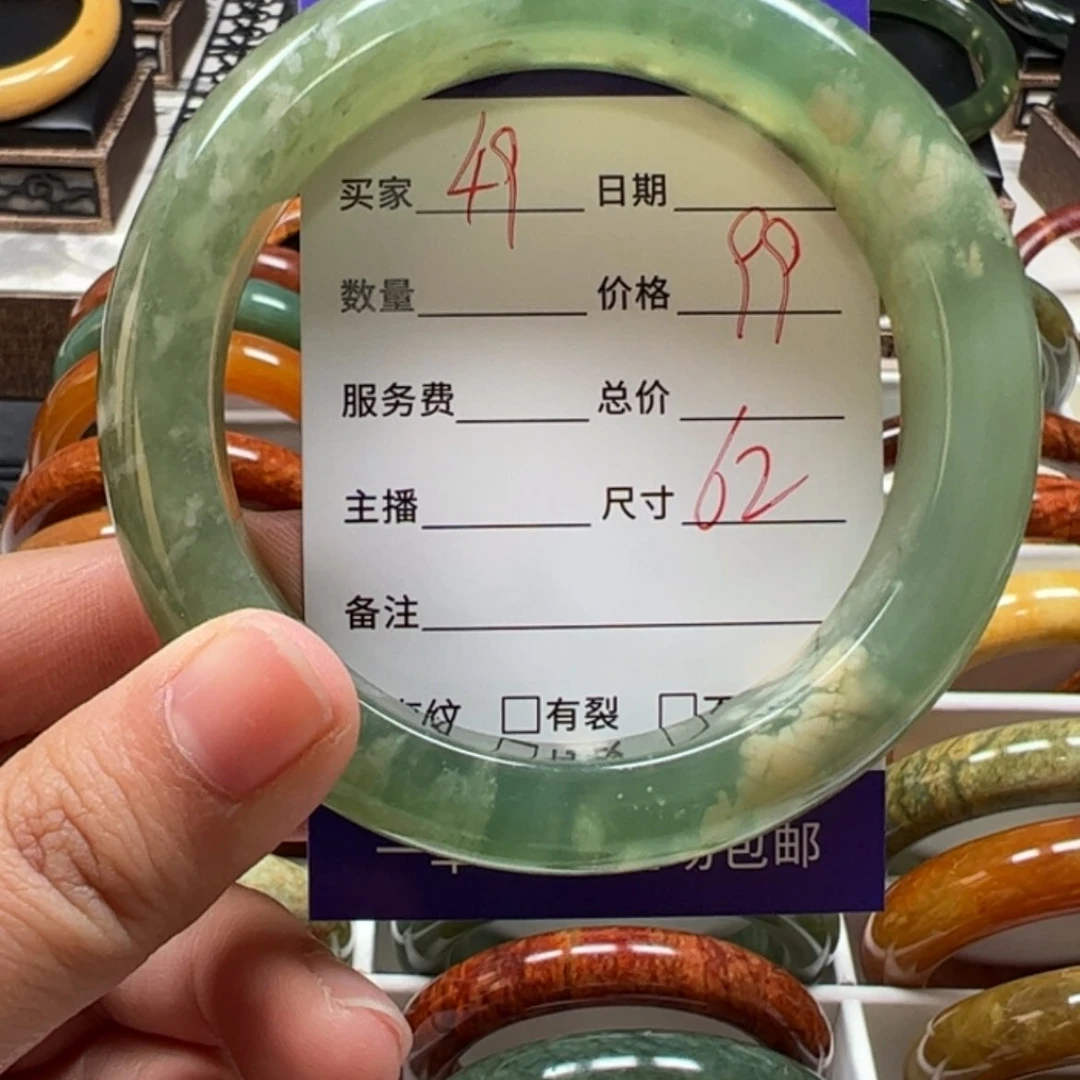 买家 49 日期
数量 价格 99
服务费 总价
主播 尺寸 62
备注
纹 □有裂 □
包邮